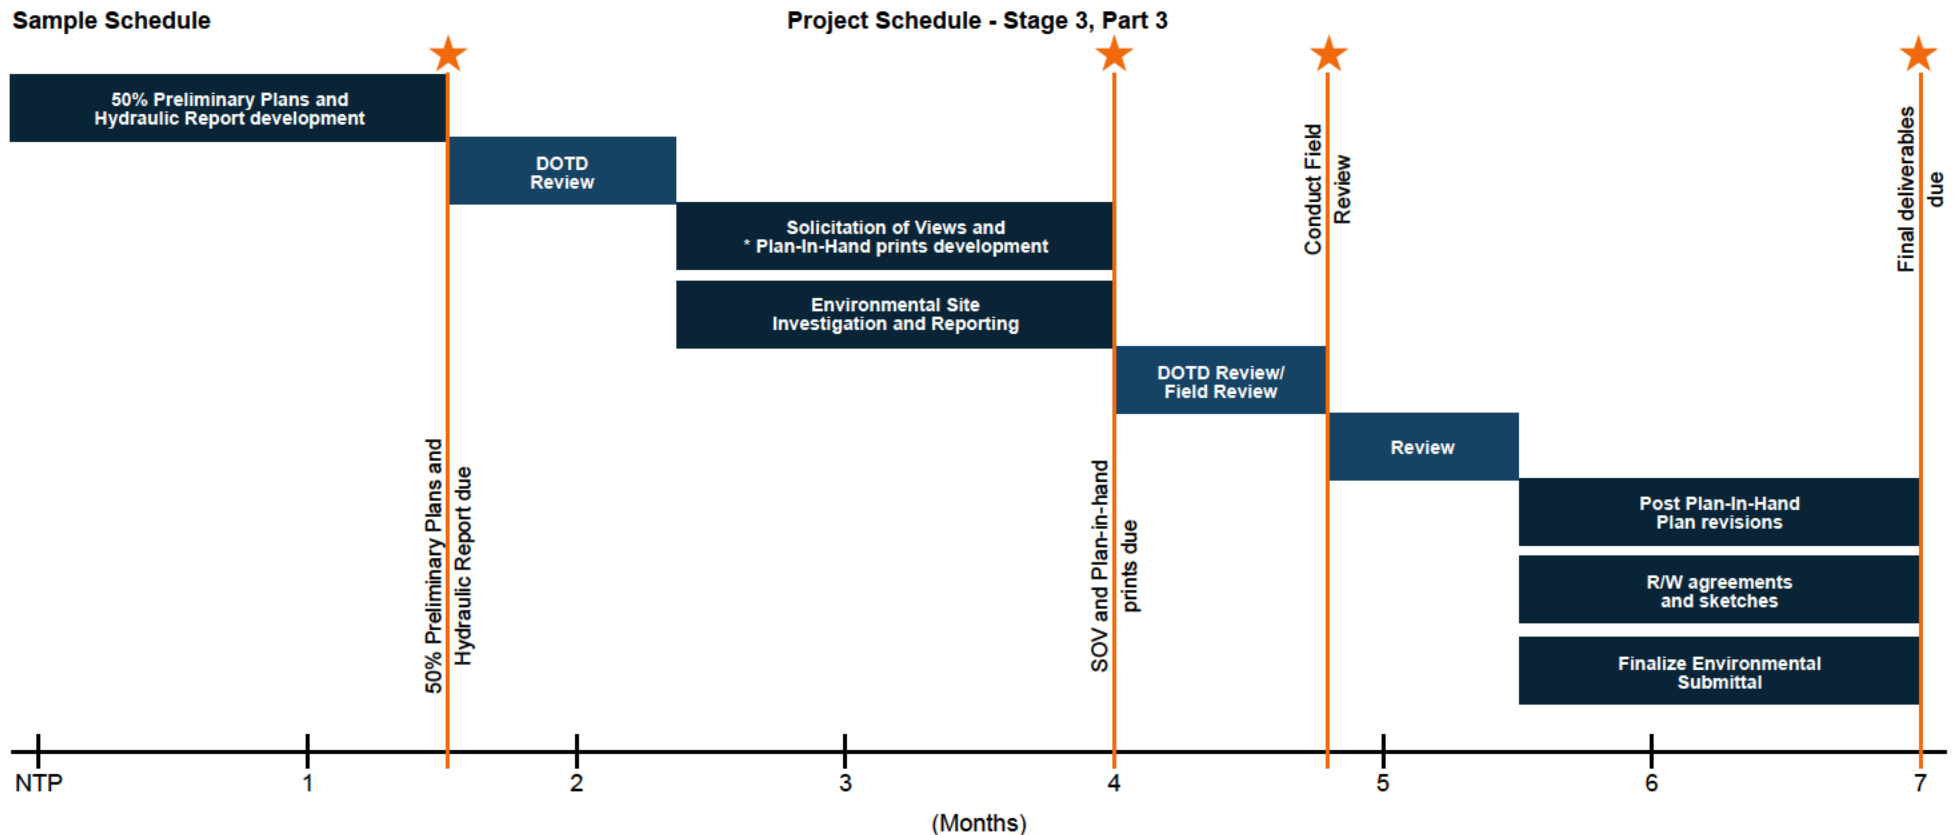 Sample Schedule
Project Schedule - Stage 3, Part 3
50% Preliminary Plans and
Hydraulic Report development
DOTD
Review
Solicitation of Views and
* Plan-In-Hand prints development
Environmental Site
Investigation and Reporting
DOTD Review/
Field Review
Review
Post Plan-In-Hand
Plan revisions
R/W agreements
and sketches
Finalize Environmental
Submittal
50% Preliminary Plans and
Hydraulic Report due
SOV and Plan-in-hand
prints due
Conduct Field
Review
Final deliverables
due
NTP
1
2
3
4
5
6
7
(Months)